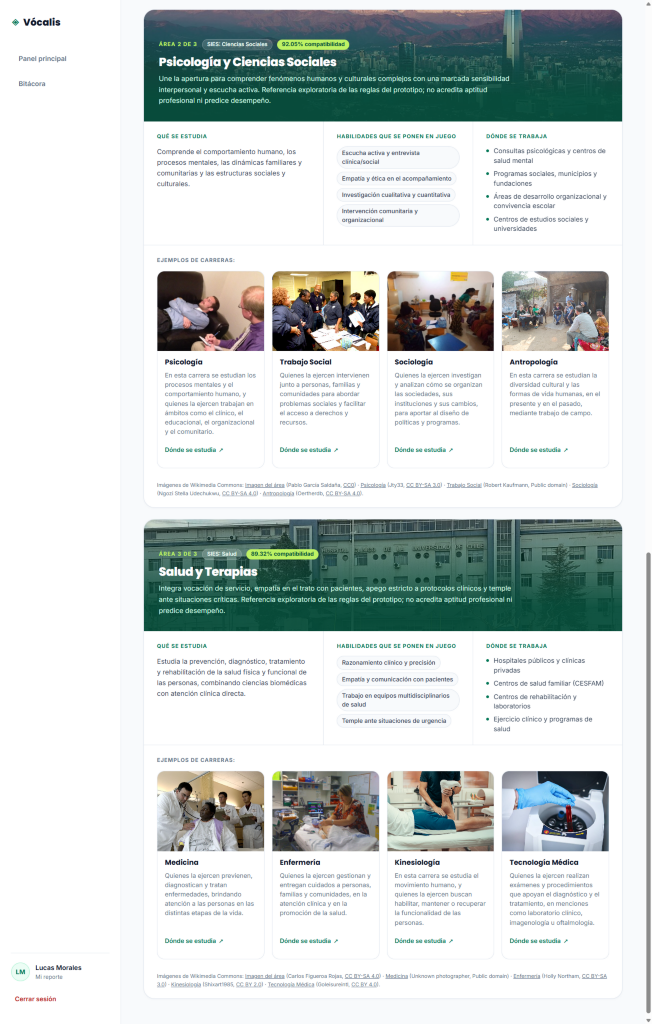 Vócalis
Panel principal
Bitácora
ÁREA 2 DE 3 SIES: Ciencias Sociales 92.05% compatibilidad
Psicología y Ciencias Sociales
Une la apertura para comprender fenómenos humanos y culturales complejos con una marcada sensibilidad
interpersonal y escucha activa. Referencia exploratoria de las reglas del prototipo; no acredita aptitud
profesional ni predice desempeño.
QUÉ SE ESTUDIA
Comprende el comportamiento humano, los
procesos mentales, las dinámicas familiares y
comunitarias y las estructuras sociales y
culturales.
HABILIDADES QUE SE PONEN EN JUEGO
Escucha activa y entrevista
clínica/social
Empatía y ética en el acompañamiento
Investigación cualitativa y cuantitativa
Intervención comunitaria y
organizacional
DÓNDE SE TRABAJA
Consultas psicológicas y centros de
salud mental
Programas sociales, municipios y
fundaciones
Áreas de desarrollo organizacional y
convivencia escolar
Centros de estudios sociales y
universidades
EJEMPLOS DE CARRERAS:
Psicología
En esta carrera se estudian los
procesos mentales y el
comportamiento humano, y
quienes la ejercen trabajan en
ámbitos como el clínico, el
educacional, el organizacional
y el comunitario.
Dónde se estudia ↗
Trabajo Social
Quienes la ejercen intervienen
junto a personas, familias y
comunidades para abordar
problemas sociales y facilitar
el acceso a derechos y
recursos.
Dónde se estudia ↗
Sociología
Quienes la ejercen investigan
y analizan cómo se organizan
las sociedades, sus
instituciones y sus cambios,
para aportar al diseño de
políticas y programas.
Dónde se estudia ↗
Antropología
En esta carrera se estudian la
diversidad cultural y las
formas de vida humanas, en el
presente y en el pasado,
mediante trabajo de campo.
Dónde se estudia ↗
Imágenes de Wikimedia Commons: Imagen del área (Pablo García Saldaña, CC0) · Psicología (Jty33, CC BY-SA 3.0) · Trabajo Social (Robert Kaufmann, Public domain) · Sociología
(Ngozi Stella Udechukwu, CC BY-SA 4.0) · Antropología (Oertherdb, CC BY-SA 4.0).
ÁREA 3 DE 3 SIES: Salud 89.32% compatibilidad
Salud y Terapias
Integra vocación de servicio, empatía en el trato con pacientes, apego estricto a protocolos clínicos y temple
ante situaciones críticas. Referencia exploratoria de las reglas del prototipo; no acredita aptitud profesional ni
predice desempeño.
QUÉ SE ESTUDIA
Estudia la prevención, diagnóstico, tratamiento
y rehabilitación de la salud física y funcional de
las personas, combinando ciencias biomédicas
con atención clínica directa.
HABILIDADES QUE SE PONEN EN JUEGO
Razonamiento clínico y precisión
Empatía y comunicación con pacientes
Trabajo en equipos multidisciplinarios
de salud
Temple ante situaciones de urgencia
DÓNDE SE TRABAJA
Hospitales públicos y clínicas
privadas
Centros de salud familiar (CESFAM)
Centros de rehabilitación y
laboratorios
Ejercicio clínico y programas de
salud
EJEMPLOS DE CARRERAS:
Medicina
Quienes la ejercen previenen,
diagnostican y tratan
enfermedades, brindando
atención a las personas en las
distintas etapas de la vida.
Dónde se estudia ↗
Enfermería
Quienes la ejercen gestionan y
entregan cuidados a personas,
familias y comunidades, en la
atención clínica y en la
promoción de la salud.
Dónde se estudia ↗
Kinesiología
En esta carrera se estudia el
movimiento humano, y
quienes la ejercen buscan
habilitar, mantener o recuperar
la funcionalidad de las
personas.
Dónde se estudia ↗
Tecnología Médica
Quienes la ejercen realizan
exámenes y procedimientos
que apoyan el diagnóstico y el
tratamiento, en menciones
como laboratorio clínico,
imagenología u oftalmología.
Dónde se estudia ↗
Imágenes de Wikimedia Commons: Imagen del área (Carlos Figueroa Rojas, CC BY-SA 4.0) · Medicina (Unknown photographer, Public domain) · Enfermería (Holly Northam, CC BY-SA
3.0) · Kinesiología (Shixart1985, CC BY 2.0) · Tecnología Médica (Goleisureinti, CC BY 4.0).
LM
Lucas Morales
Mi reporte
Cerrar sesión